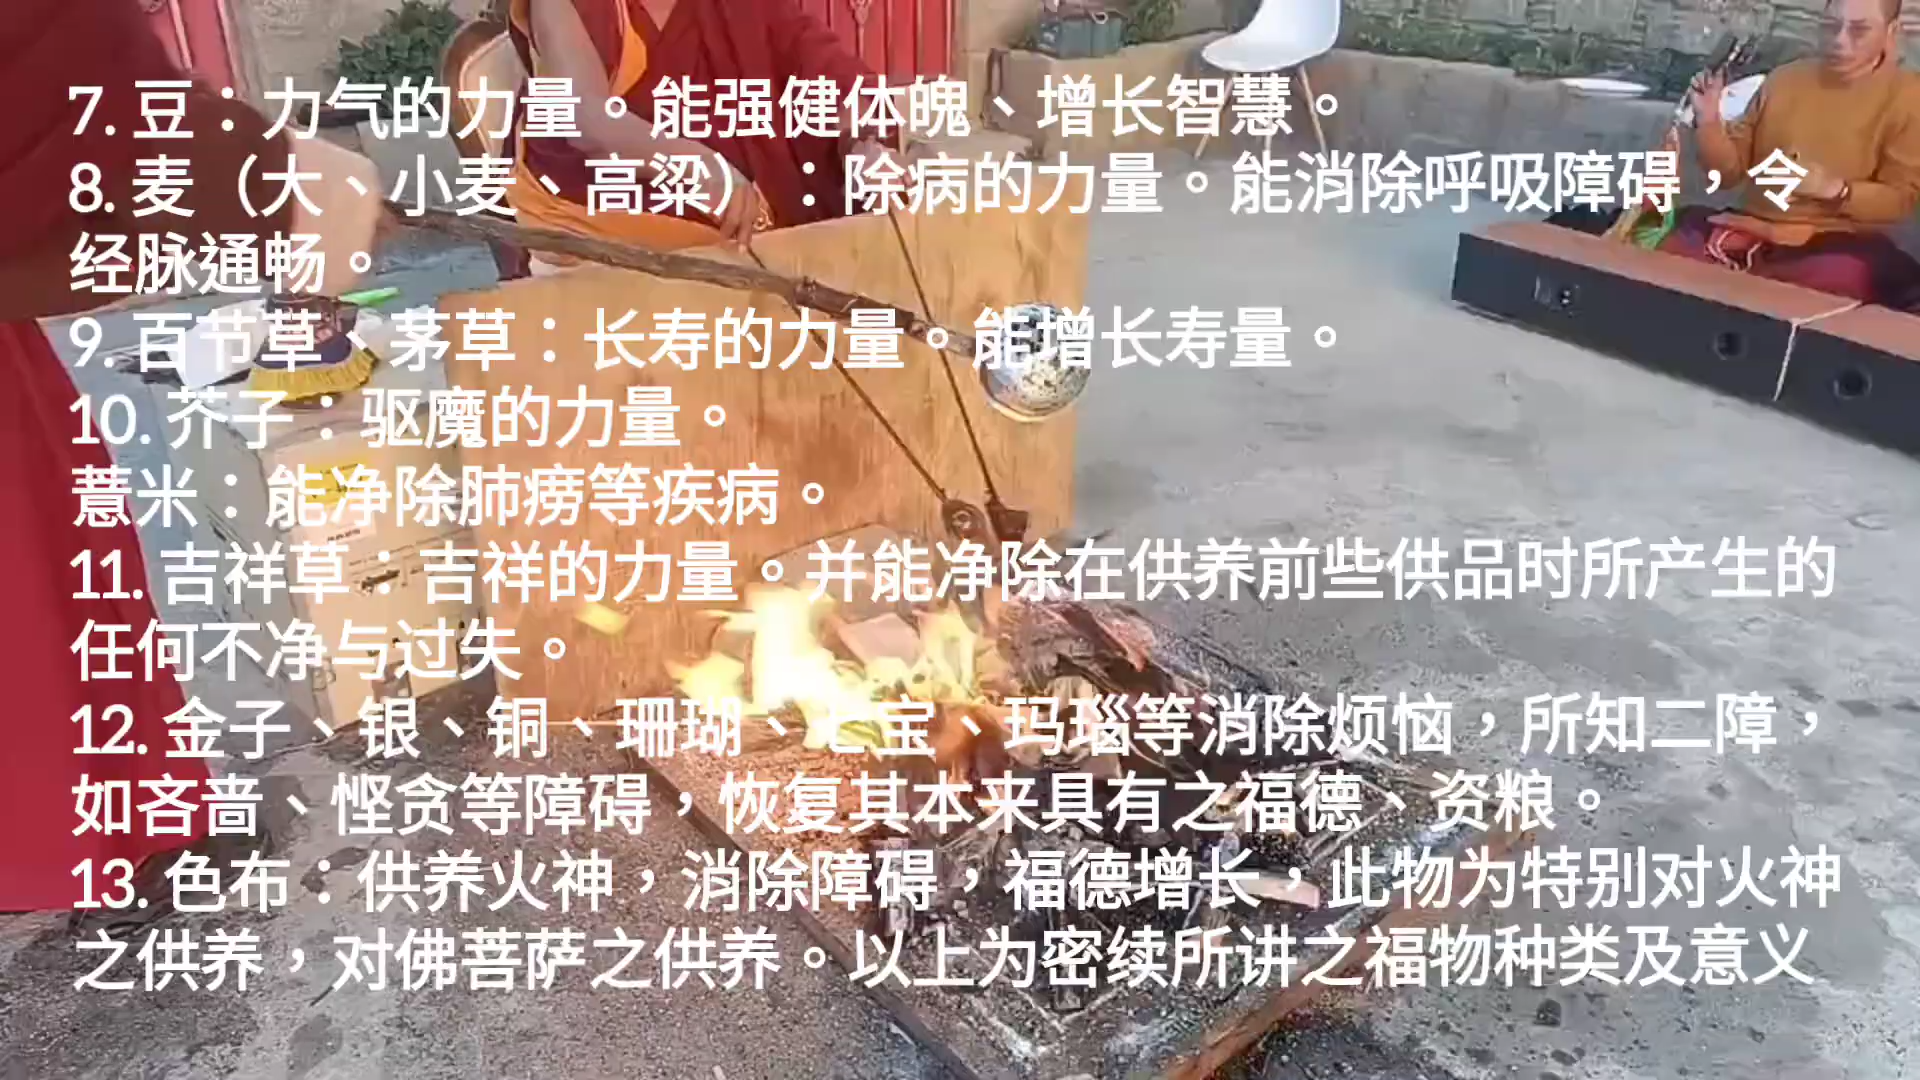 7. 豆：力气的力量。能强健体魄、增长智慧。
8. 麦（大、小麦、高粱）：除病的力量。能消除呼吸障碍，令
经脉通畅。
9. 百节草、茅草：长寿的力量。能增长寿量。
10. 芥子：驱魔的力量。
薏米：能净除肺痨等疾病。
11. 吉祥草：吉祥的力量。并能净除在供养前些供品时所产生的
任何不净与过失。
12. 金子、银、铜、珊瑚、七宝、玛瑙等消除烦恼，所知二障，
如吝啬、悭贪等障碍，恢复其本来具有之福德、资粮。
13. 色布：供养火神，消除障碍，福德增长，此物为特别对火神
之供养，对佛菩萨之供养。以上为密续所讲之福物种类及意义